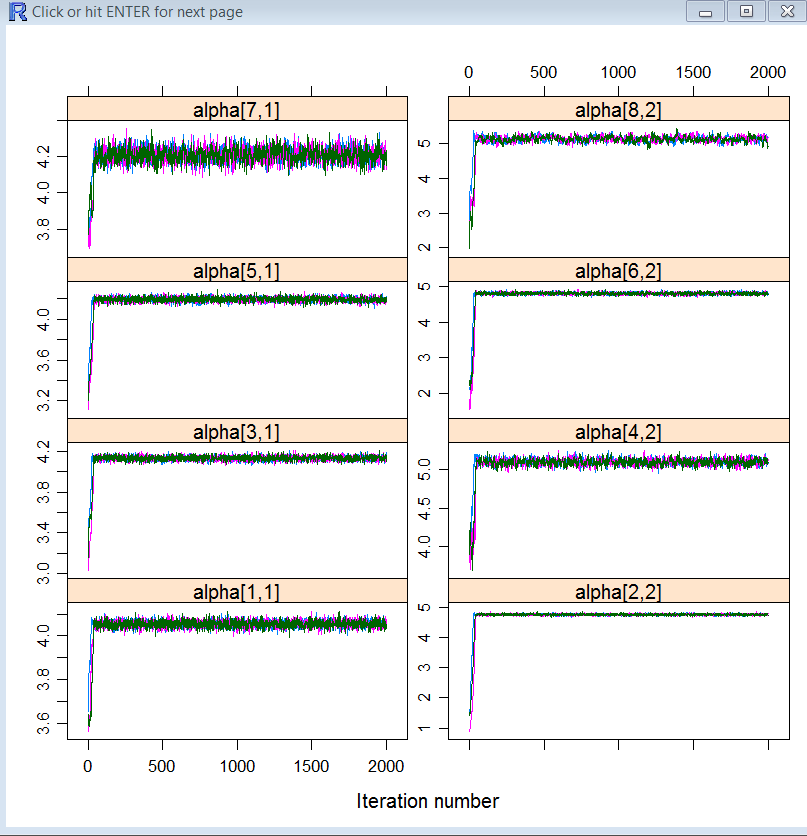 Click or hit ENTER for next page
0 500 1000 1500 2000
alpha[7,1]
alpha[8,2]
4.2
4.0
3.8
5
4
3
2
alpha[5,1]
alpha[6,2]
4.0
3.6
3.2
5
4
3
2
alpha[3,1]
alpha[4,2]
4.2
3.8
3.4
3.0
5.0
4.5
4.0
alpha[1,1]
alpha[2,2]
4.0
3.8
3.6
5
4
3
2
1
0 500 1000 1500 2000
Iteration number